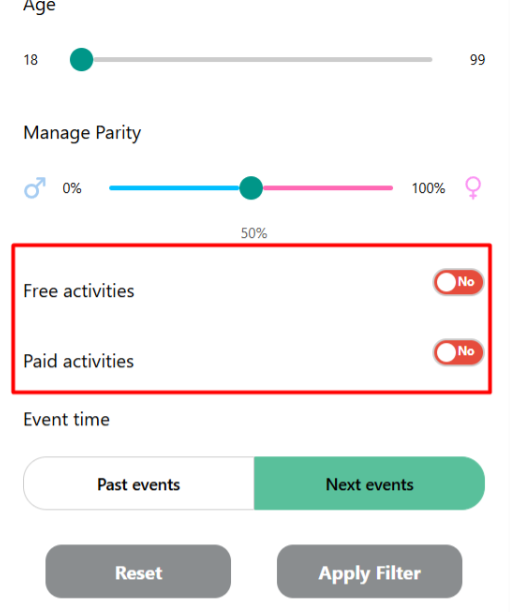 Age
18 99
Manage Parity
0% 100%
50%
Free activities No
Paid activities No
Event time
Past events Next events
Reset Apply Filter